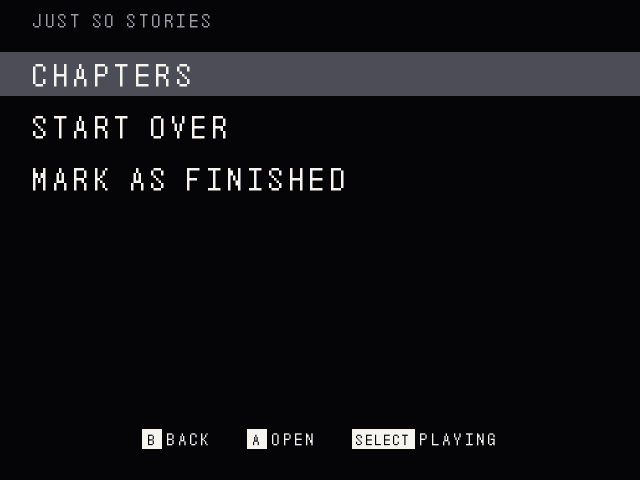 JUST SO STORIES
CHAPTERS
START OVER
MARK AS FINISHED
B BACK A OPEN SELECT PLAYING